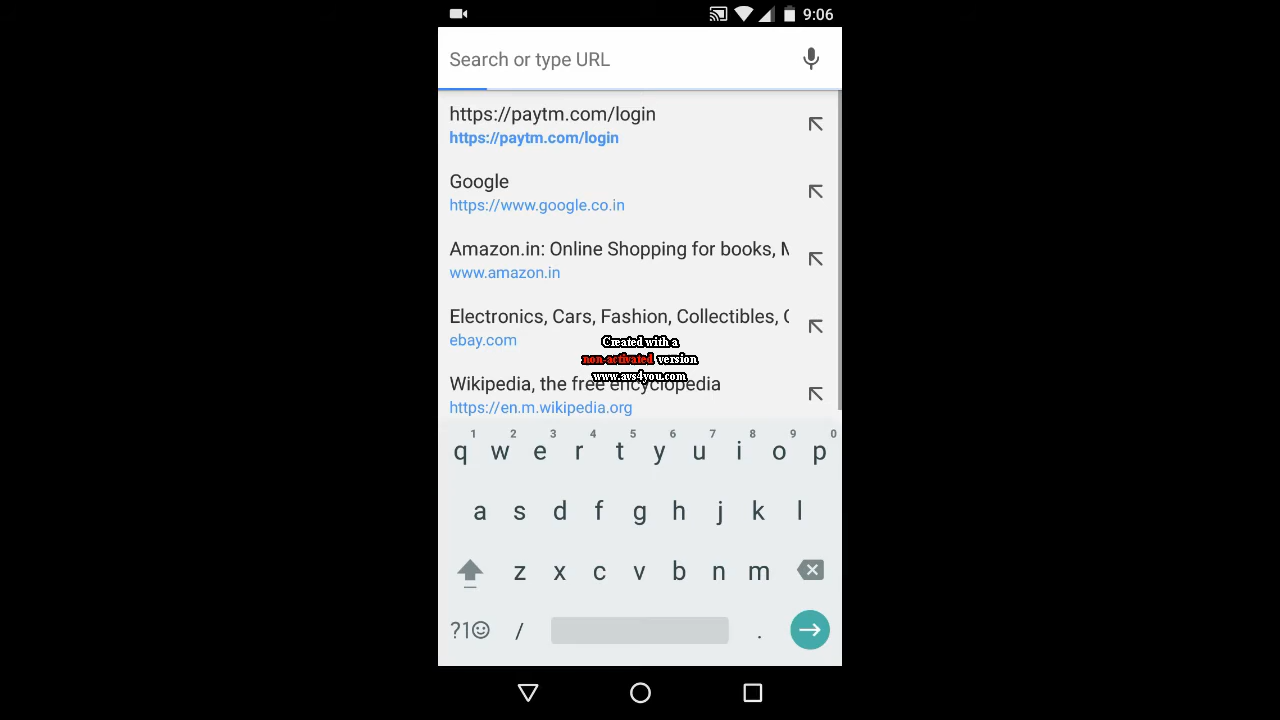 9:06
Search or type URL
https://paytm.com/login
https://paytm.com/login
Google
https://www.google.co.in
Amazon.in: Online Shopping for books, M
www.amazon.in
Electronics, Cars, Fashion, Collectibles, C
ebay.com
Created with a
non-activated version
www.avs4you.com
Wikipedia, the free encyclopedia
https://en.m.wikipedia.org
1 2 3 4 5 6 7 8 9 0
q w e r t y u i o p
a s d f g h j k l
z x c v b n m
?1☺ / .